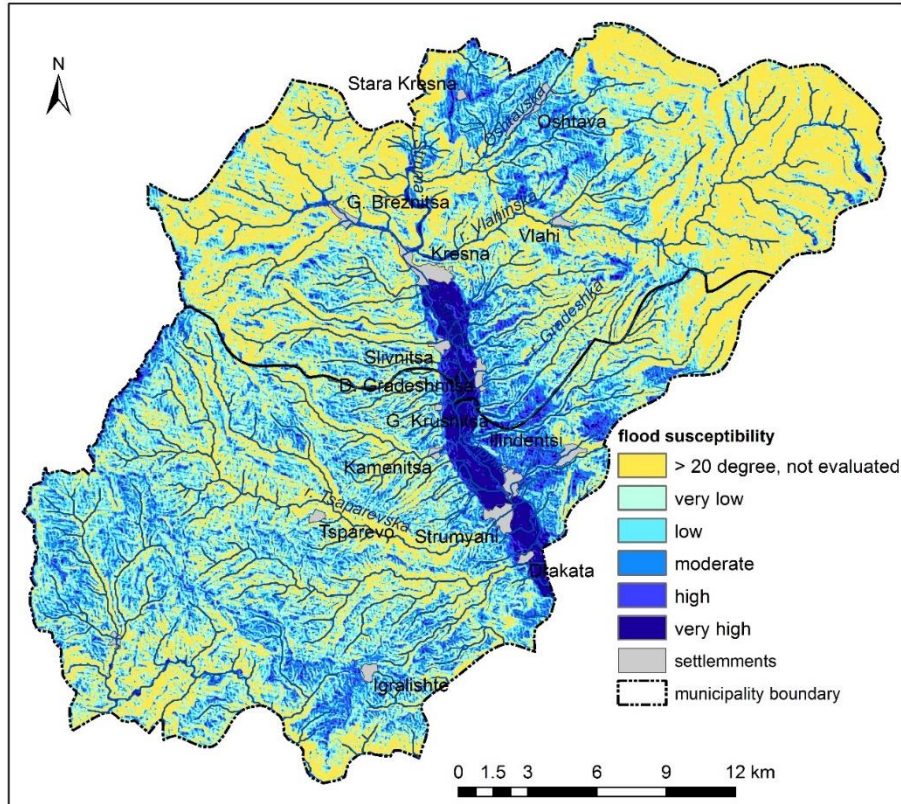 N
Stara Kresna
Oshtavska
Oshtava
Struma
G. Breznitsa
r. Vlahinska
Vlahi
Kresna
r. Gradeshka
Slivnitsa
D. Gradeshnitsa
G. Krushitsa
Ilindentsi
Kamenitsa
r. Tsaparevska
Tsparevo
Strumyani
Drakata
Igralishte
flood susceptibility
> 20 degree, not evaluated
very low
low
moderate
high
very high
settlemments
municipality boundary
0 1.5 3 6 9 12 km